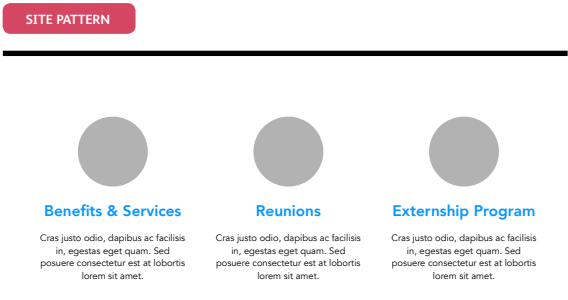 SITE PATTERN
Benefits & Services
Cras justo odio, dapibus ac facilisis
in, egestas eget quam. Sed
posuere consectetur est at lobortis
lorem sit amet.
Reunions
Cras justo odio, dapibus ac facilisis
in, egestas eget quam. Sed
posuere consectetur est at lobortis
lorem sit amet.
Externship Program
Cras justo odio, dapibus ac facilisis
in, egestas eget quam. Sed
posuere consectetur est at lobortis
lorem sit amet.